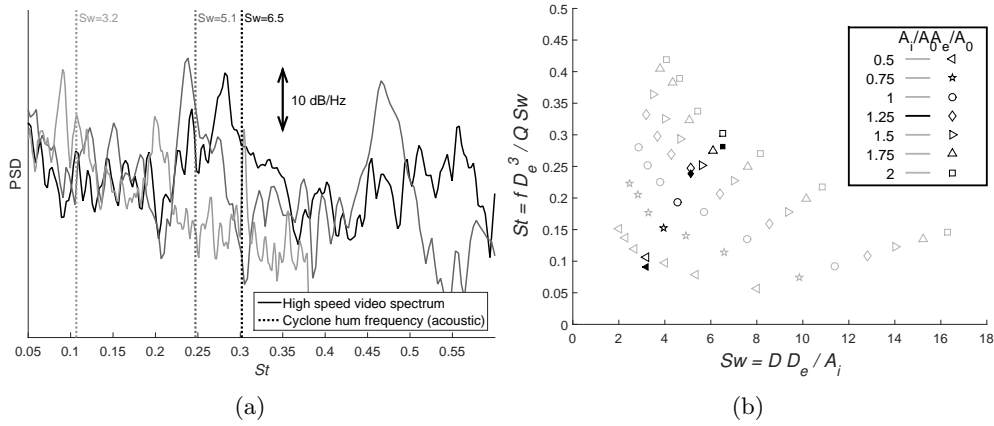 Sw=3.2 Sw=5.1 Sw=6.5
10 dB/Hz
PSD
High speed video spectrum
Cyclone hum frequency (acoustic)
0.05 0.1 0.15 0.2 0.25 0.3 0.35 0.4 0.45 0.5 0.55
St
(a)
St = f D_e^3 / Q Sw
0.5
0.45
0.4
0.35
0.3
0.25
0.2
0.15
0.1
0.05
0
A_i/A_0 A_e/A_0
0.5
0.75
1
1.25
1.5
1.75
2
0 2 4 6 8 10 12 14 16 18
Sw = D D_e / A_i
(b)